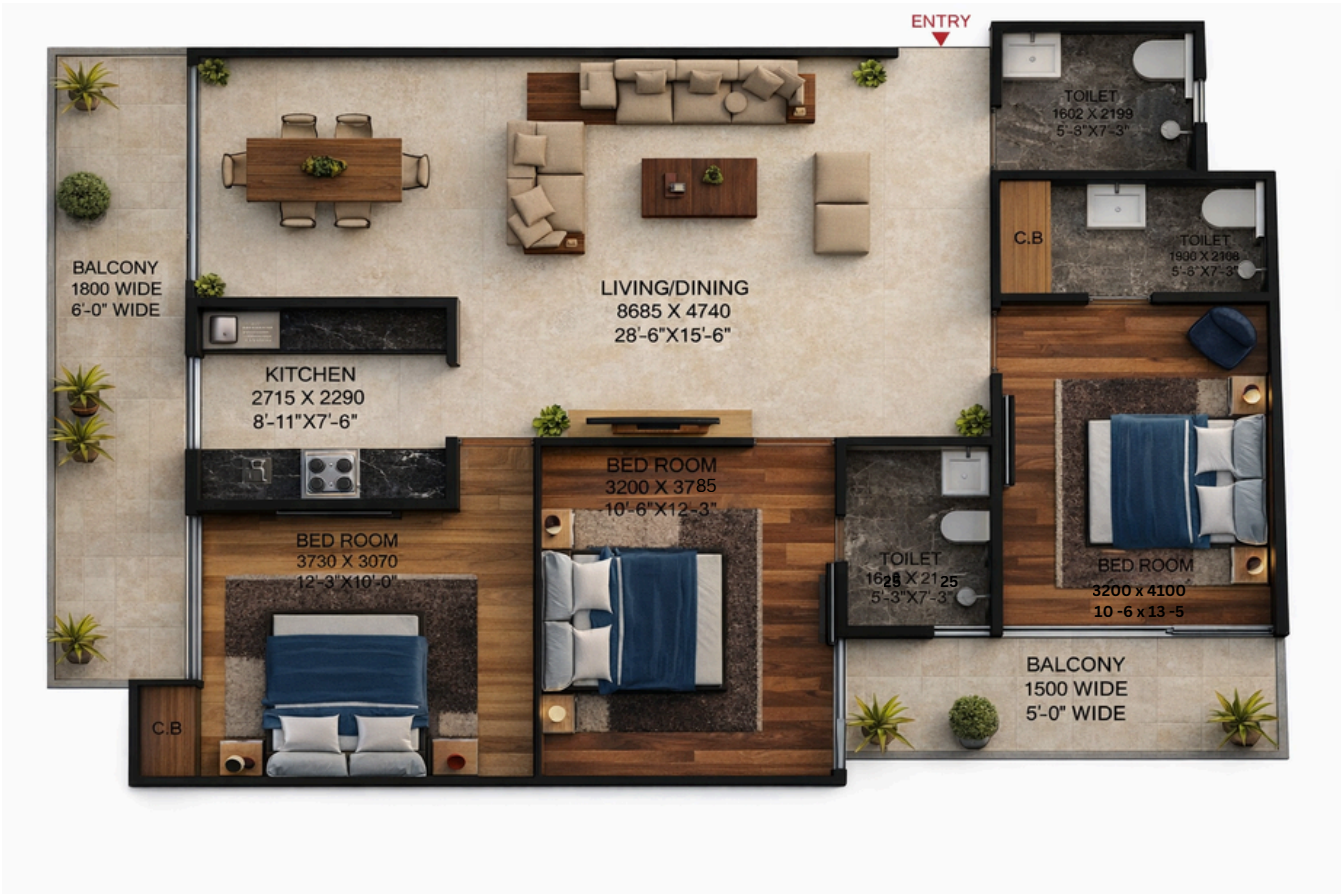 ENTRY
TOILET
1602 X 2199
5'-3"X7'-3"
C.B
TOILET
1930 X 2108
5'-8"X7'-3"
BALCONY
1800 WIDE
6'-0" WIDE
LIVING/DINING
8685 X 4740
28'-6"X15'-6"
KITCHEN
2715 X 2290
8'-11"X7'-6"
BED ROOM
3200 X 3785
10'-6"X12'-3"
BED ROOM
3730 X 3070
12'-3"X10'-0"
TOILET
5'-3"X7'-3"
BED ROOM
3200 x 4100
10 -6 x 13 -5
BALCONY
1500 WIDE
5'-0" WIDE
C.B